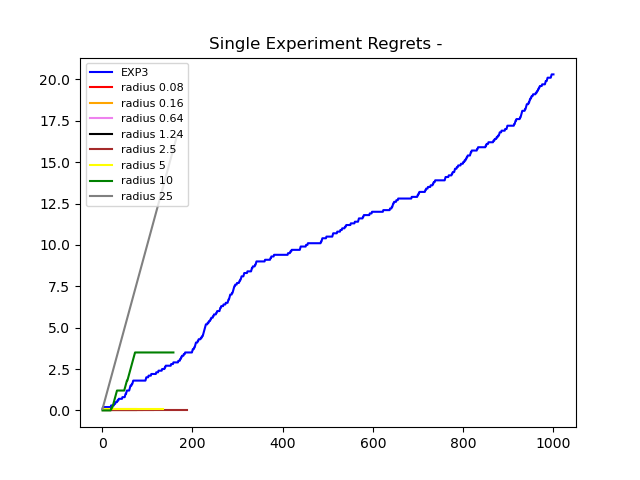 Single Experiment Regrets -
EXP3
radius 0.08
radius 0.16
radius 0.64
radius 1.24
radius 2.5
radius 5
radius 10
radius 25
20.0
17.5
15.0
12.5
10.0
7.5
5.0
2.5
0.0
0 200 400 600 800 1000